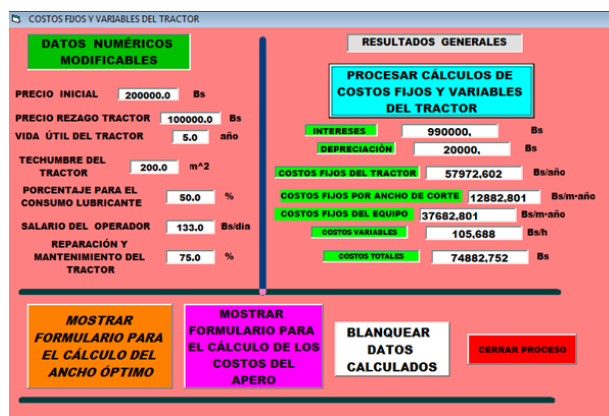 COSTOS FIJOS Y VARIABLES DEL TRACTOR
DATOS NUMÉRICOS
MODIFICABLES
PRECIO INICIAL 200000.0 Bs
PRECIO REZAGO TRACTOR 100000.0 Bs
VIDA ÚTIL DEL TRACTOR 5.0 año
TECHUMBRE DEL
TRACTOR 200.0 m^2
PORCENTAJE PARA EL
CONSUMO LUBRICANTE 50.0 %
SALARIO DEL OPERADOR 133.0 Bs/día
REPARACIÓN Y
MANTENIMIENTO DEL
TRACTOR 75.0 %
RESULTADOS GENERALES
PROCESAR CÁLCULOS DE
COSTOS FIJOS Y VARIABLES
DEL TRACTOR
INTERESES 990000, Bs
DEPRECIACIÒN 20000, Bs
COSTOS FIJOS DEL TRACTOR 57972,602 Bs/año
COSTOS FIJOS POR ANCHO DE CORTE 12882,801 Bs/m-año
COSTOS FIJOS DEL EQUIPO 37682,801 Bs/m-año
COSTOS VARIABLES 105,688 Bs/h
COSTOS TOTALES 74882,752 Bs
MOSTRAR
FORMULARIO PARA
EL CÁLCULO DEL
ANCHO ÓPTIMO
MOSTRAR
FORMULARIO PARA
EL CÁLCULO DE LOS
COSTOS DEL
APERO
BLANQUEAR
DATOS
CALCULADOS
CERRAR PROCESO